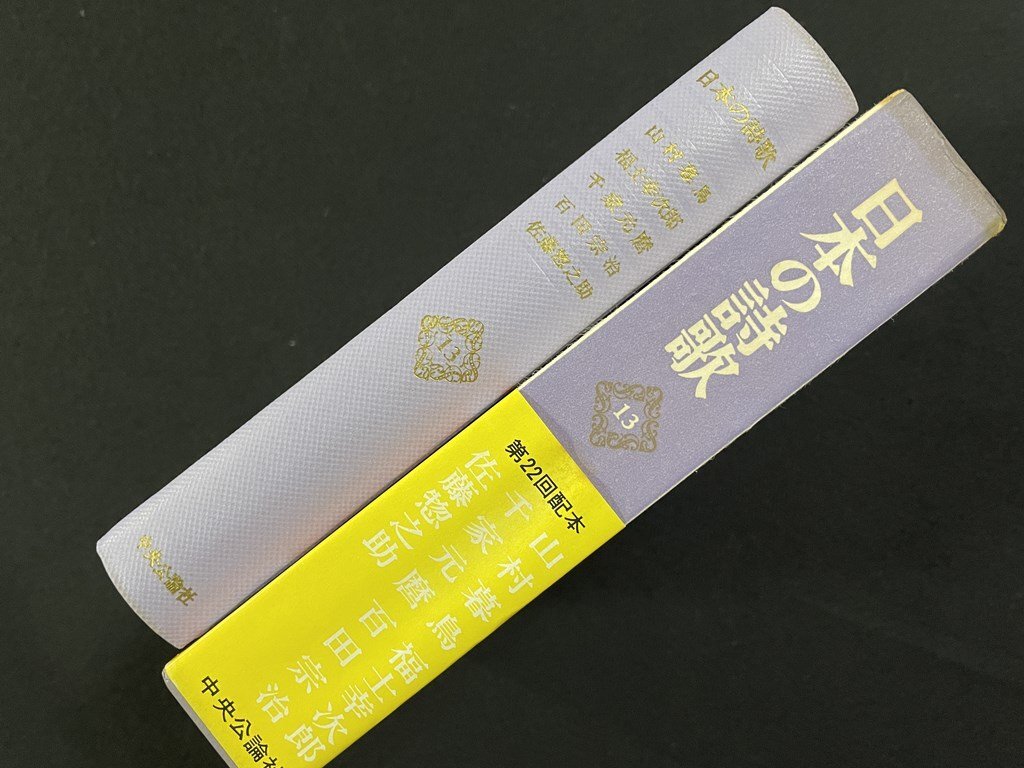 日本の詩歌
山村暮鳥
福士幸次郎
千家元麿
百田宗治
佐藤惣之助
13
中央公論社
日本の詩歌
13
第22回配本
山村暮鳥 福士幸次郎
千家元麿 百田宗治
佐藤惣之助
中央公論社